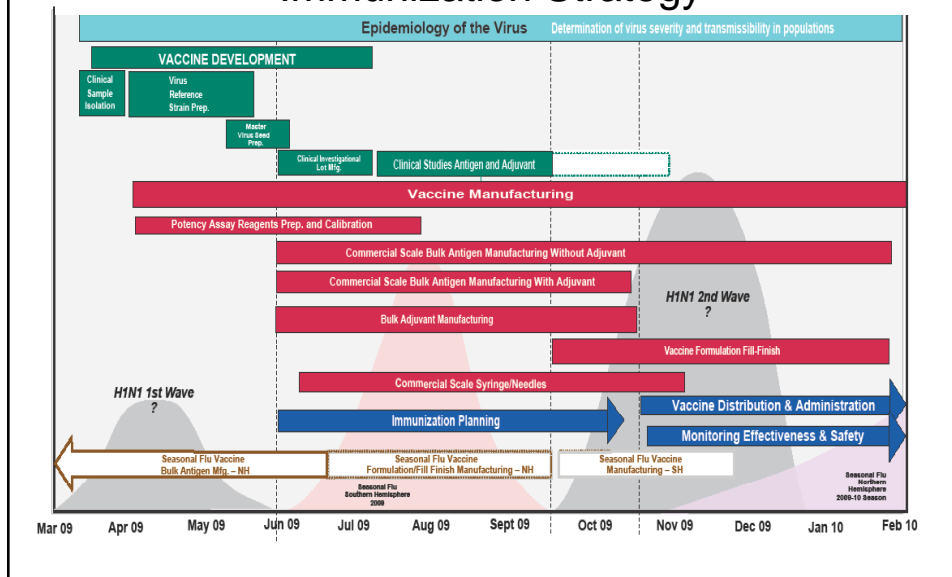 Immunization Strategy
Epidemiology of the Virus Determination of virus severity and transmissibility in populations
VACCINE DEVELOPMENT
Clinical
Sample
Isolation
Virus
Reference
Strain Prep.
Master
Virus Seed
Prep.
Clinical Investigational
Lot Mfg.
Clinical Studies Antigen and Adjuvant
Vaccine Manufacturing
Potency Assay Reagents Prep. and Calibration
Commercial Scale Bulk Antigen Manufacturing Without Adjuvant
Commercial Scale Bulk Antigen Manufacturing With Adjuvant
H1N1 2nd Wave
?
Bulk Adjuvant Manufacturing
Vaccine Formulation Fill-Finish
Commercial Scale Syringe/Needles
H1N1 1st Wave
?
Vaccine Distribution & Administration
Immunization Planning
Monitoring Effectiveness & Safety
Seasonal Flu Vaccine
Bulk Antigen Mfg. – NH
Seasonal Flu Vaccine
Formulation/Fill Finish Manufacturing – NH
Seasonal Flu Vaccine
Manufacturing – SH
Seasonal Flu
Southern Hemisphere
2009
Seasonal Flu
Northern
Hemisphere
2009-10 Season
Mar 09 Apr 09 May 09 Jun 09 Jul 09 Aug 09 Sept 09 Oct 09 Nov 09 Dec 09 Jan 10 Feb 10